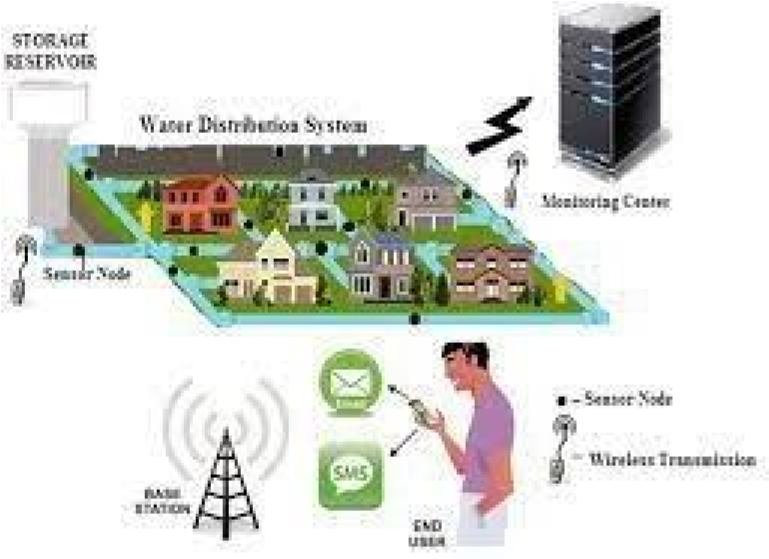 STORAGE
RESERVOIR
Water Distribution System
Monitoring Center
Sensor Node
Email
SMS
BASE
STATION
END
USER
- Sensor Node
- Wireless Transmission